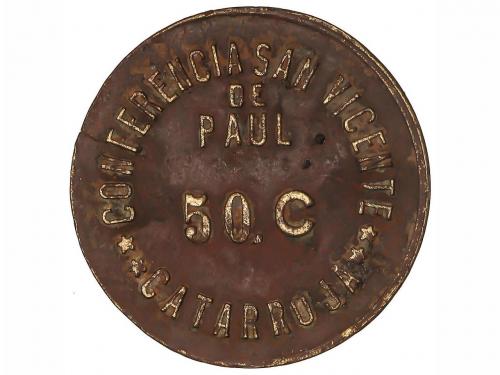 CONFERENCIA SAN VICENTE
DE
PAUL
50. C
CATARROJA